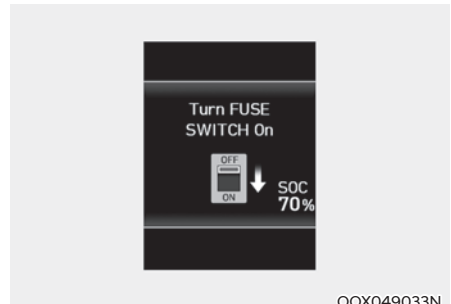 Turn FUSE
SWITCH On
OFF
ON
SOC
70%
OOX049033N